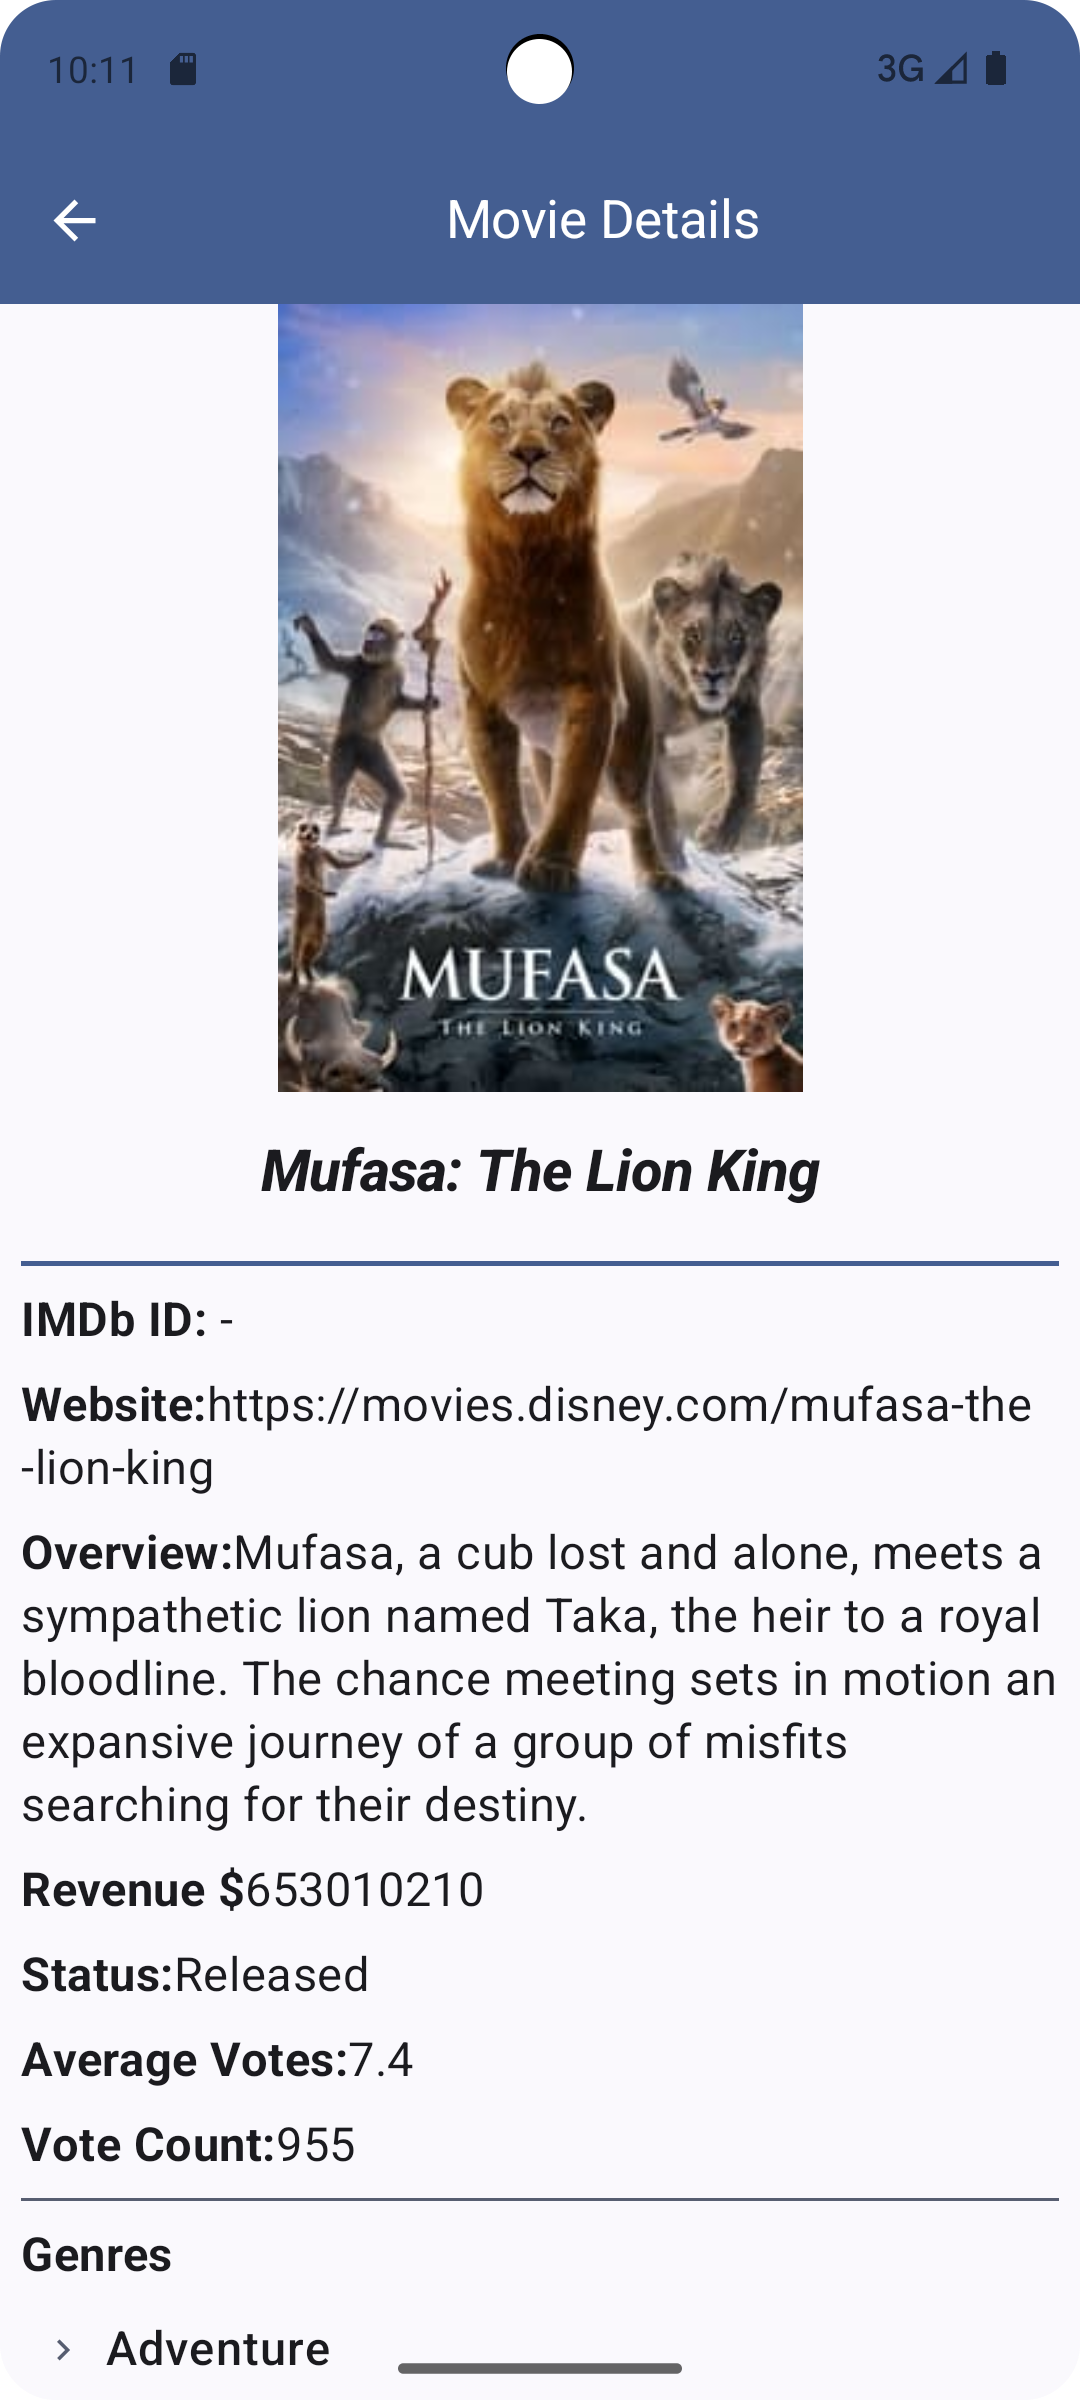 10:11
3G
Movie Details
MUFASA
THE LION KING
Mufasa: The Lion King
IMDb ID: -
Website:https://movies.disney.com/mufasa-the
-lion-king
Overview:Mufasa, a cub lost and alone, meets a
sympathetic lion named Taka, the heir to a royal
bloodline. The chance meeting sets in motion an
expansive journey of a group of misfits
searching for their destiny.
Revenue $653010210
Status:Released
Average Votes:7.4
Vote Count:955
Genres
Adventure